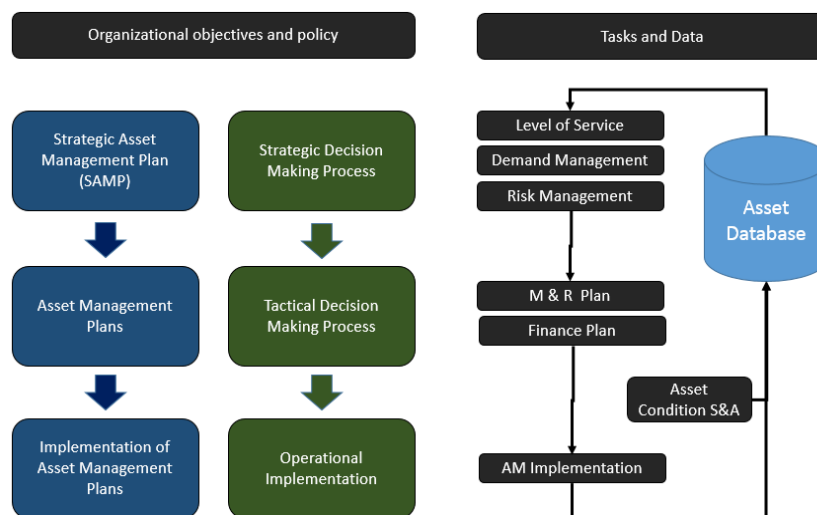 Organizational objectives and policy
Tasks and Data
Strategic Asset
Management Plan
(SAMP)
Strategic Decision
Making Process
Level of Service
Demand Management
Risk Management
Asset
Database
Asset Management
Plans
Tactical Decision
Making Process
M & R  Plan
Finance Plan
Asset
Condition S&A
Implementation of
Asset Management
Plans
Operational
Implementation
AM Implementation